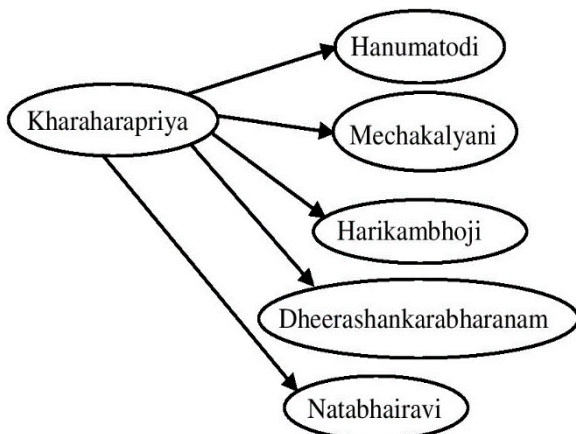 Hanumatodi
Kharaharapriya
Mechakalyani
Harikambhoji
Dheerashankarabharanam
Natabhairavi